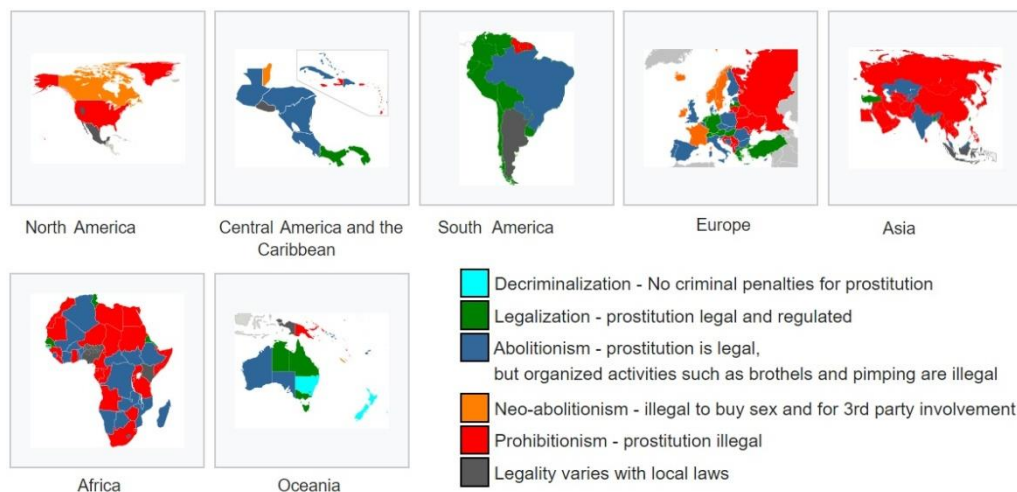 North America
Central America and the
Caribbean
South America
Europe
Asia
Africa
Oceania
Decriminalization - No criminal penalties for prostitution
Legalization - prostitution legal and regulated
Abolitionism - prostitution is legal,
but organized activities such as brothels and pimping are illegal
Neo-abolitionism - illegal to buy sex and for 3rd party involvement
Prohibitionism - prostitution illegal
Legality varies with local laws